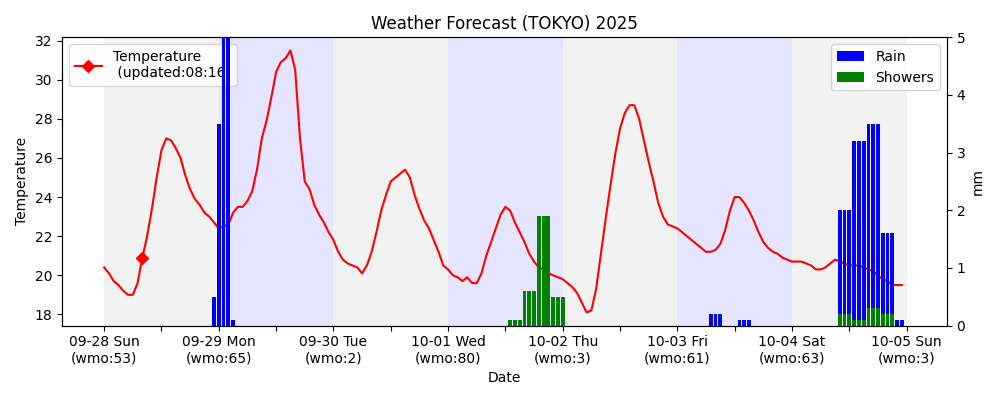 Weather Forecast (TOKYO) 2025
Temperature
(updated:08:16
Rain
Showers
32
30
28
26
24
22
20
18
Temperature
5
4
3
2
1
0
mm
09-28 Sun
(wmo:53)
09-29 Mon
(wmo:65)
09-30 Tue
(wmo:2)
10-01 Wed
(wmo:80)
10-02 Thu
(wmo:3)
10-03 Fri
(wmo:61)
10-04 Sat
(wmo:63)
10-05 Sun
(wmo:3)
Date